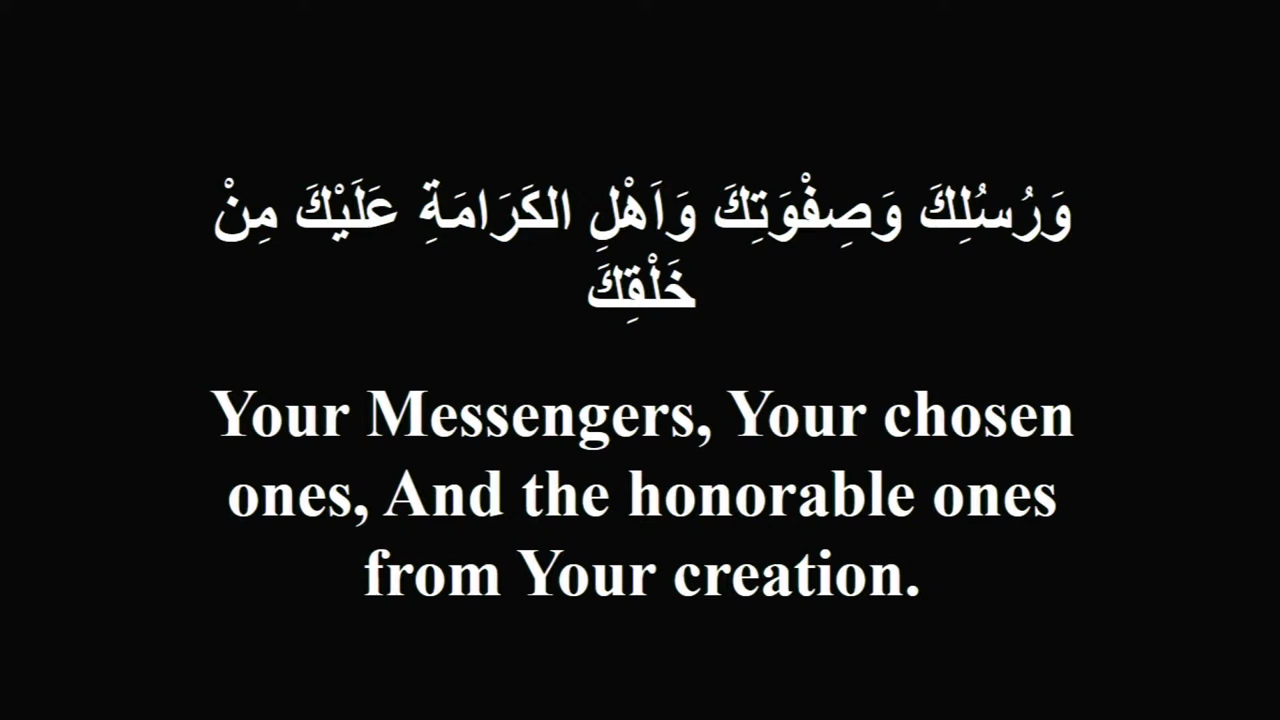 وَرُسُلِكَ وَصِفْوَتِكَ وَاَهْلِ الكَرَامَةِ عَلَيْكَ مِنْ
خَلْقِكَ
Your Messengers, Your chosen
ones, And the honorable ones
from Your creation.